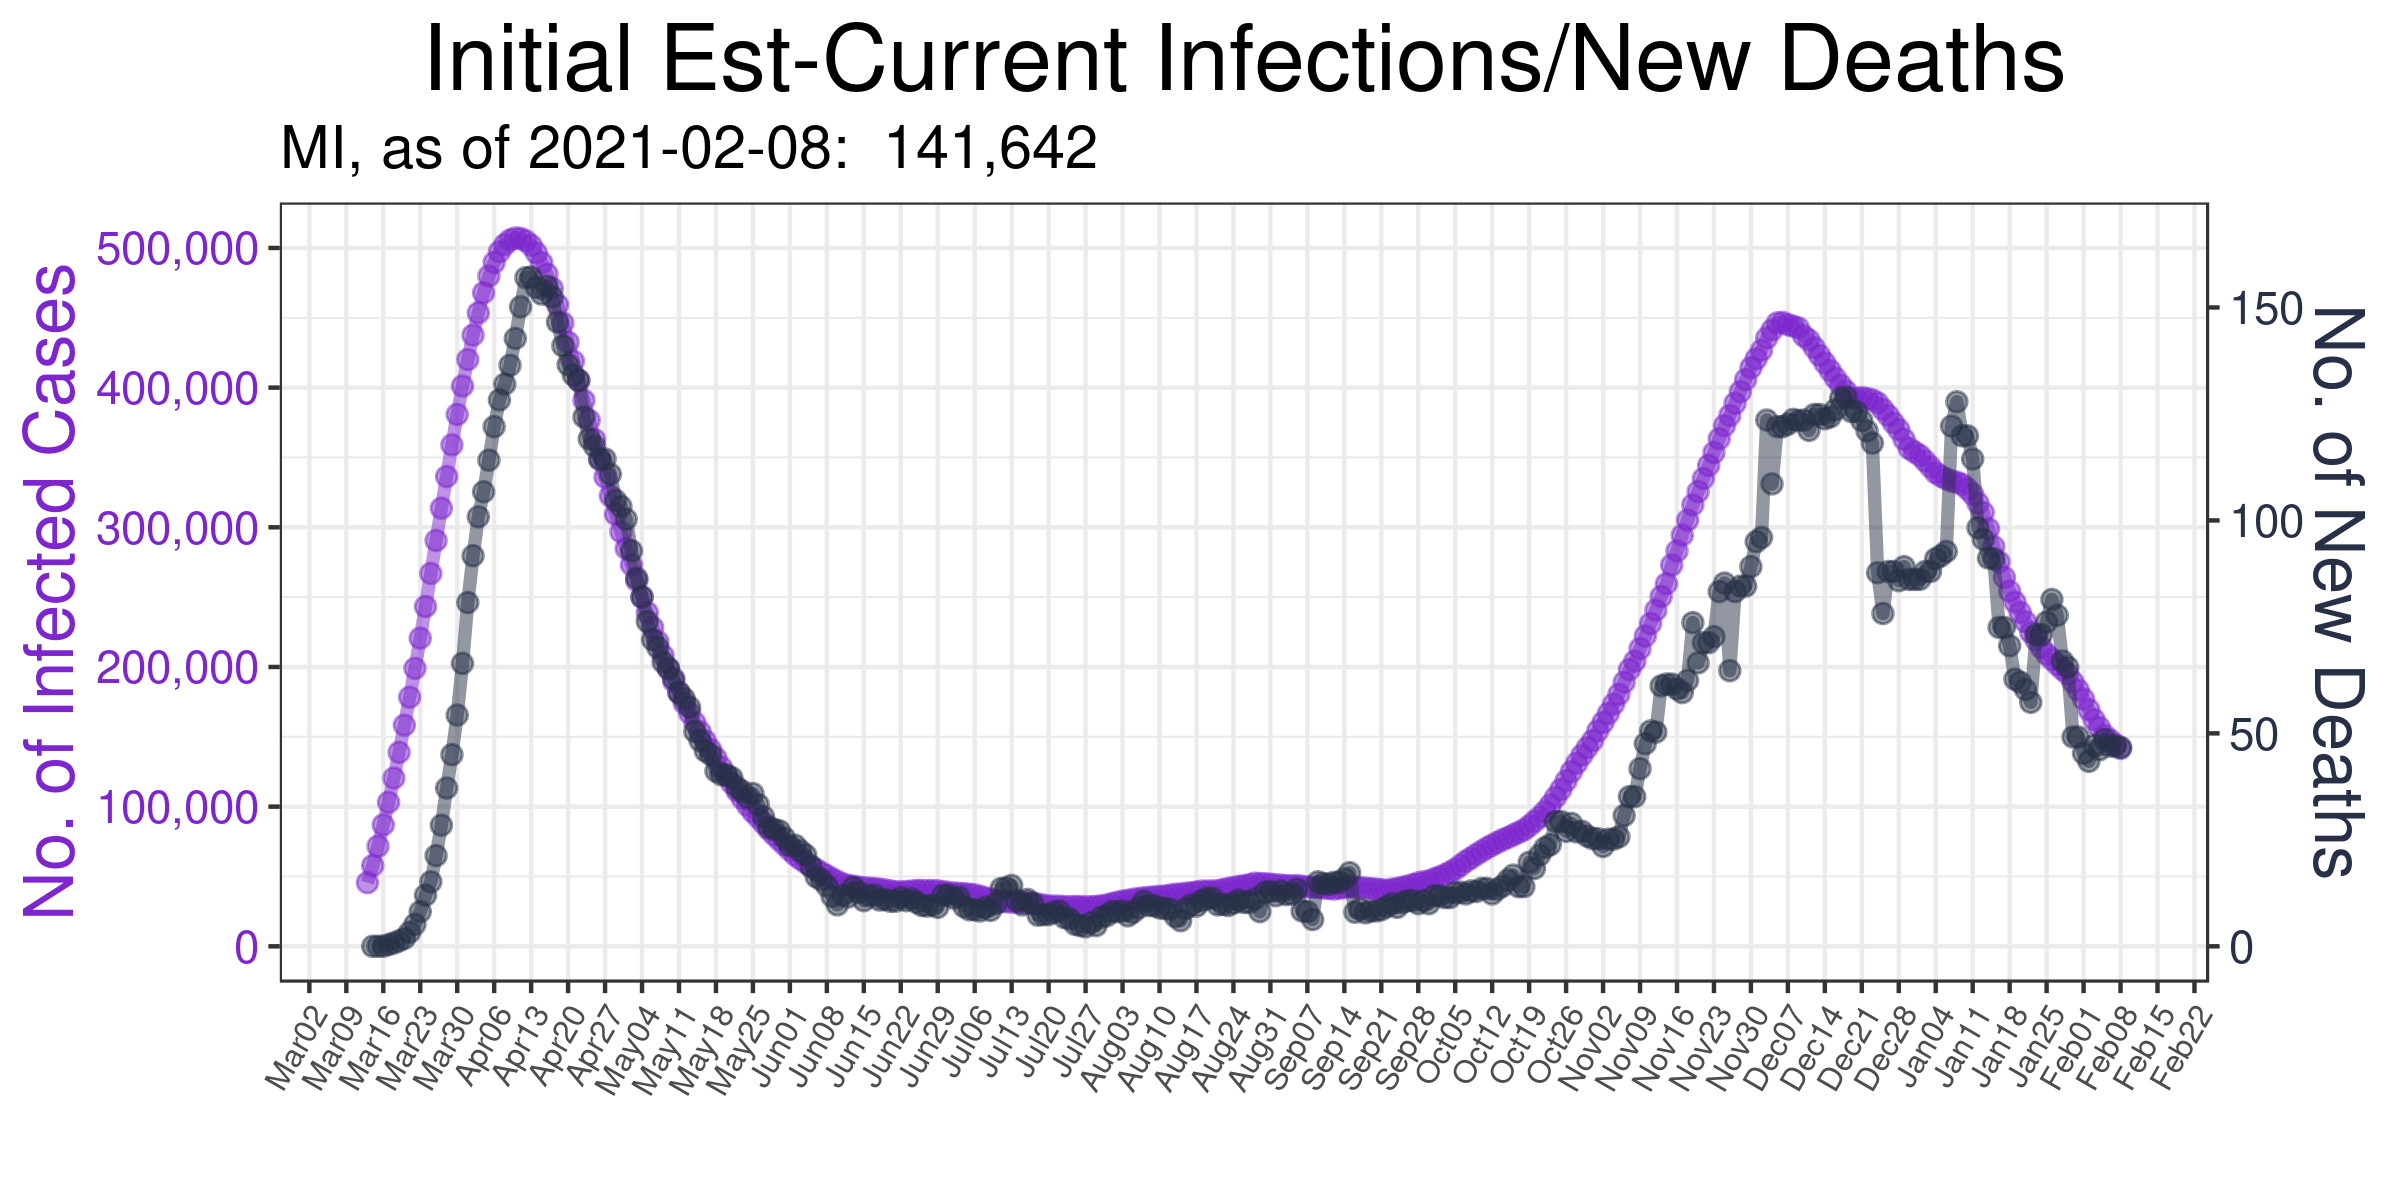 Initial Est-Current Infections/New Deaths
MI, as of 2021-02-08:  141,642
No. of Infected Cases
500,000
400,000
300,000
200,000
100,000
0
150
100
50
0
No. of New Deaths
Mar02
Mar09
Mar16
Mar23
Mar30
Apr06
Apr13
Apr20
Apr27
May04
May11
May18
May25
Jun01
Jun08
Jun15
Jun22
Jun29
Jul06
Jul13
Jul20
Jul27
Aug03
Aug10
Aug17
Aug24
Aug31
Sep07
Sep14
Sep21
Sep28
Oct05
Oct12
Oct19
Oct26
Nov02
Nov09
Nov16
Nov23
Nov30
Dec07
Dec14
Dec21
Dec28
Jan04
Jan11
Jan18
Jan25
Feb01
Feb08
Feb15
Feb22